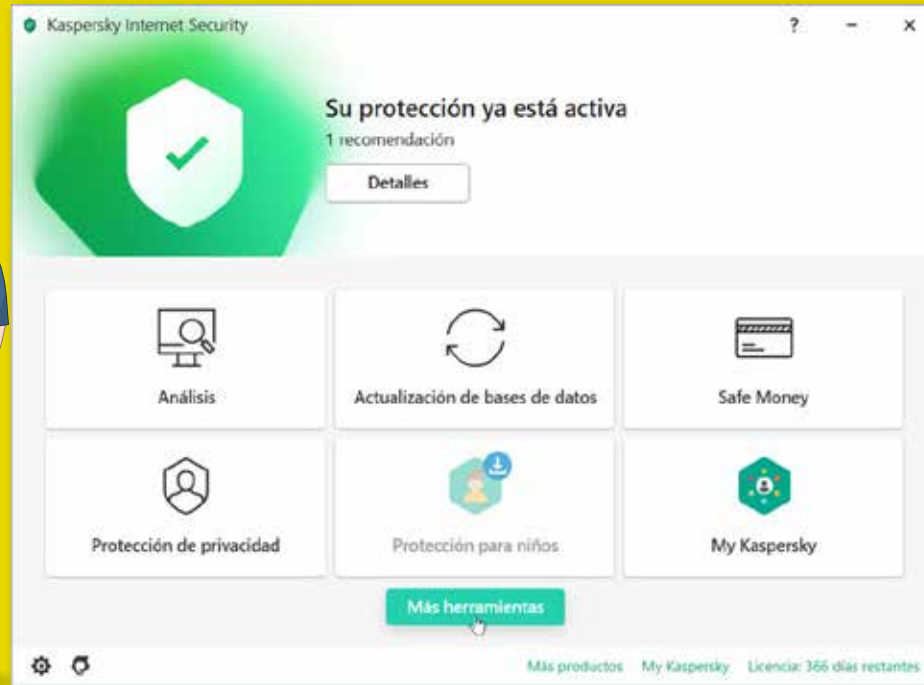 Kaspersky Internet Security
?
Su protección ya está activa
1 recomendación
Detalles
Análisis
Actualización de bases de datos
Safe Money
Protección de privacidad
Protección para niños
My Kaspersky
Más herramientas
Más productos My Kaspersky Licencia: 366 días restantes